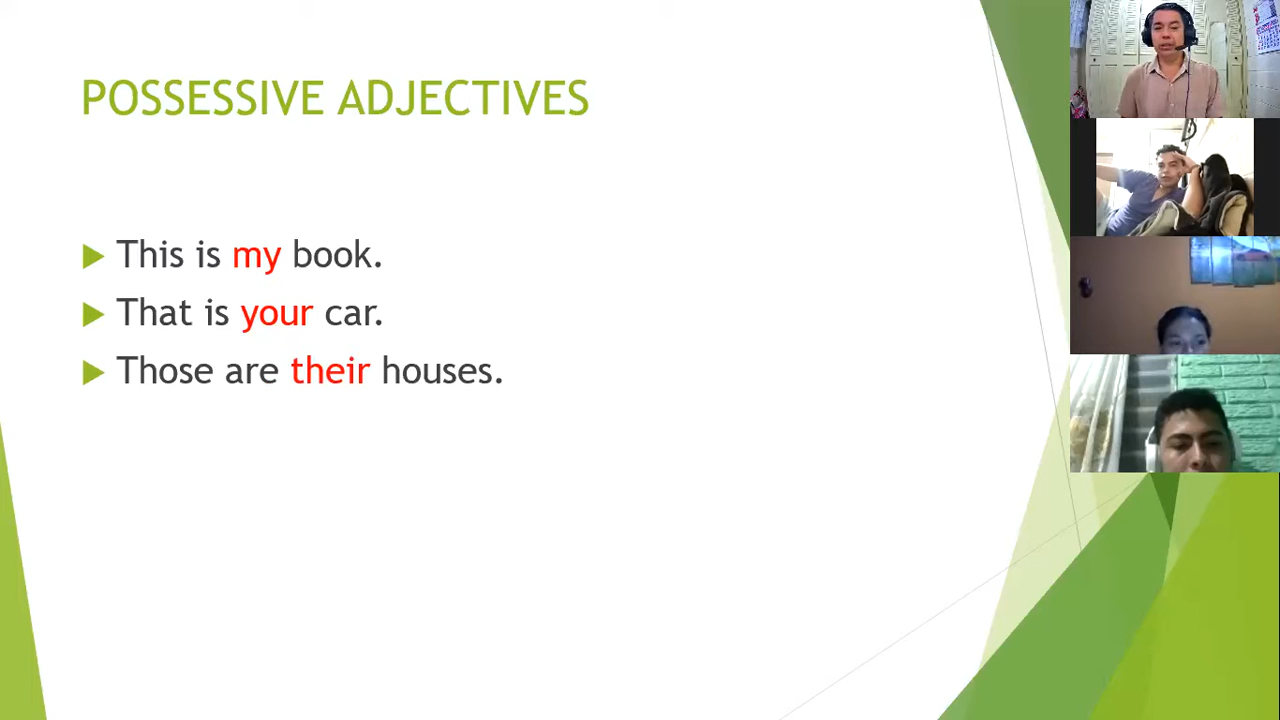 POSSESSIVE ADJECTIVES
This is my book.
That is your car.
Those are their houses.